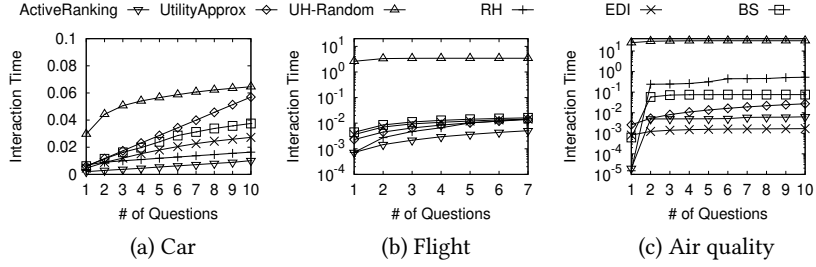 ActiveRanking UtilityApprox UH-Random RH EDI BS
Interaction Time
0.1
0.08
0.06
0.04
0.02
0
1 2 3 4 5 6 7 8 9 10
# of Questions
(a) Car
Interaction Time
10^1
10^0
10^-1
10^-2
10^-3
10^-4
1 2 3 4 5 6 7
# of Questions
(b) Flight
Interaction Time
10^1
10^0
10^-1
10^-2
10^-3
10^-4
10^-5
1 2 3 4 5 6 7 8 9 10
# of Questions
(c) Air quality